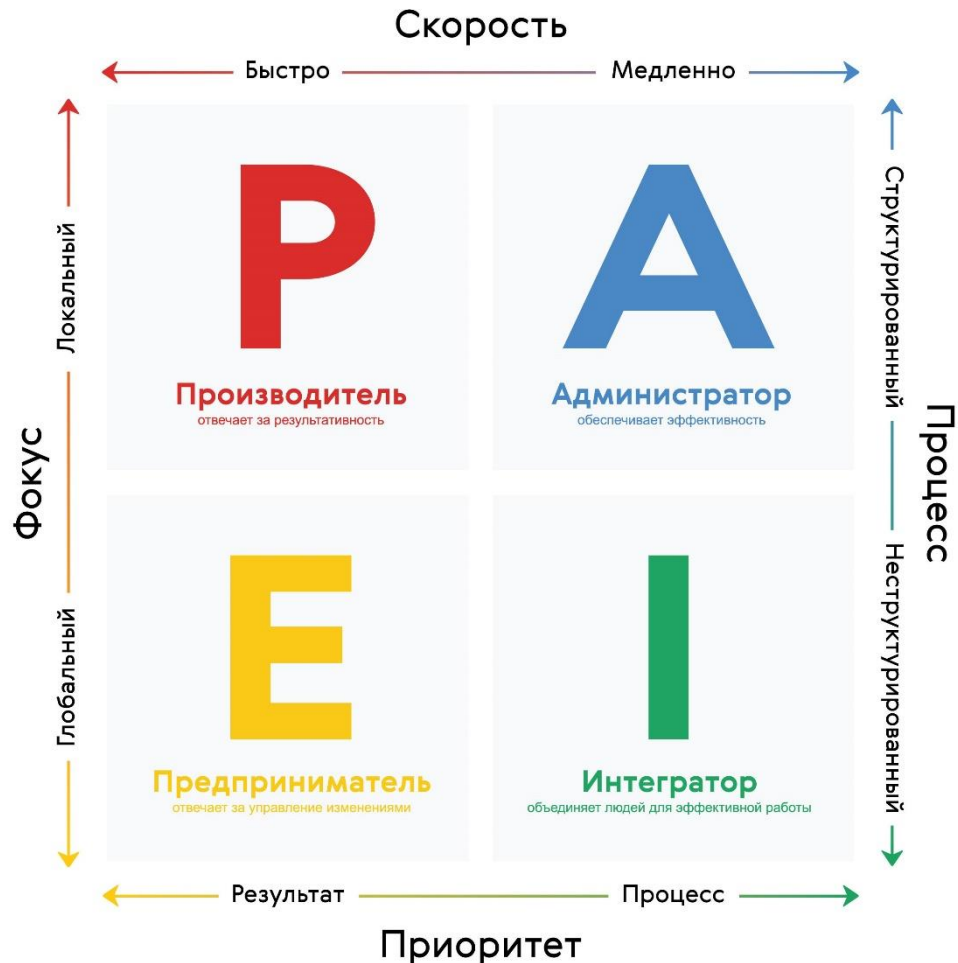 Скорость
Быстро
Медленно
Фокус
Локальный
Глобальный
P
Производитель
отвечает за результативность
A
Администратор
обеспечивает эффективность
E
Предприниматель
отвечает за управление изменениями
I
Интегратор
объединяет людей для эффективной работы
Структурированный
Неструктурированный
Процесс
Результат
Процесс
Приоритет